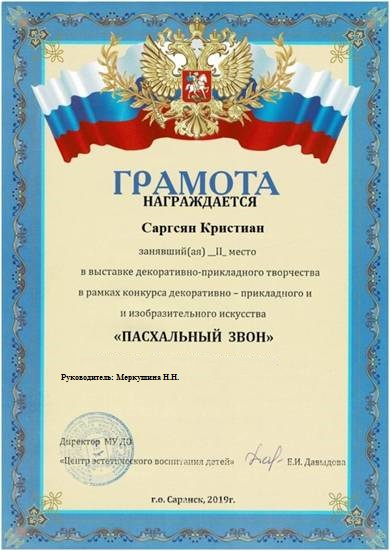 ГРАМОТА
НАГРАЖДАЕТСЯ
Саргсян Кристиан
занявший(ая) __II_ место
в выставке декоративно-прикладного творчества
в рамках конкурса декоративно – прикладного и
и изобразительного искусства
«ПАСХАЛЬНЫЙ ЗВОН»
Руководитель: Меркушина Н.Н.
Директор МУ ДО
«Центр эстетического воспитания детей» Е.И. Давыдова
г.о. Саранск, 2019г.